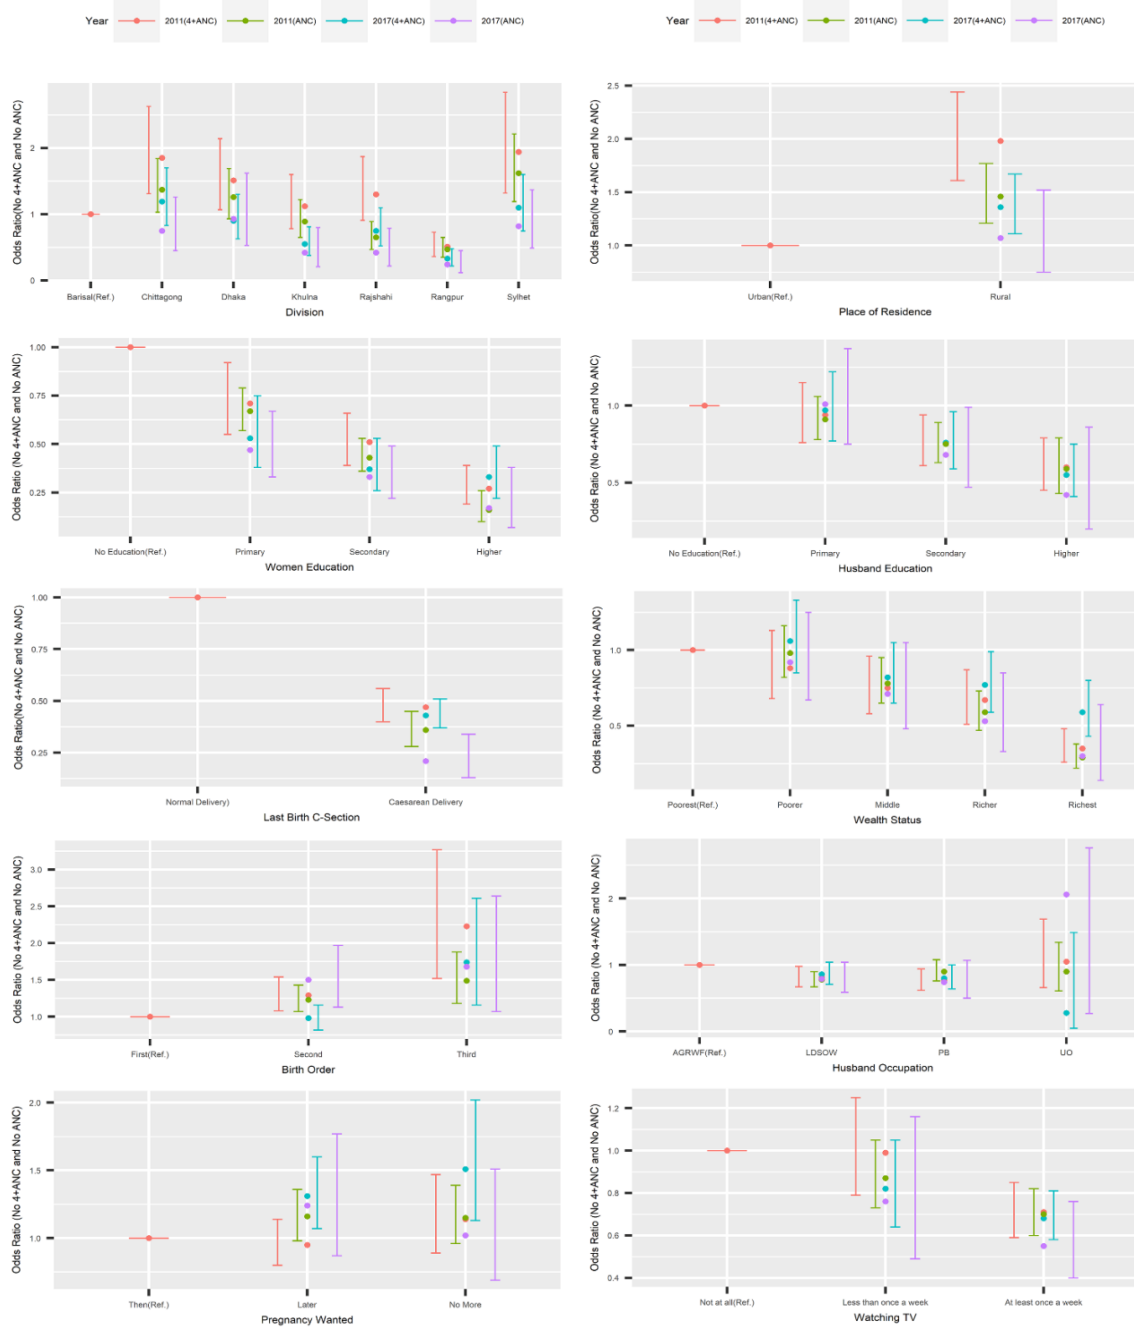 Year 2011(4+ANC) 2011(ANC) 2017(4+ANC) 2017(ANC)
Year 2011(4+ANC) 2011(ANC) 2017(4+ANC) 2017(ANC)
Odds Ratio(No 4+ANC and No ANC)
2
1
0
Barisal(Ref.) Chittagong Dhaka Khulna Rajshahi Rangpur Sylhet
Division
Odds Ratio(No 4+ANC and No ANC)
2.5
2.0
1.5
1.0
Urban(Ref.) Rural
Place of Residence
Odds Ratio (No 4+ANC and No ANC)
1.00
0.75
0.50
0.25
No Education(Ref.) Primary Secondary Higher
Women Education
Odds Ratio (No 4+ANC and No ANC)
1.0
0.5
No Education(Ref.) Primary Secondary Higher
Husband Education
Odds Ratio(No 4+ANC and No ANC)
1.00
0.75
0.50
0.25
Normal Delivery) Caesarean Delivery
Last Birth C-Section
Odds Ratio (No 4+ANC and No ANC)
1.0
0.5
Poorest(Ref.) Poorer Middle Richer Richest
Wealth Status
Odds Ratio (No 4+ANC and No ANC)
3.0
2.5
2.0
1.5
1.0
First(Ref.) Second Third
Birth Order
Odds Ratio (No 4+ANC and No ANC)
2
1
0
AGRWF(Ref.) LDSOW PB UO
Husband Occupation
Odds Ratio (No 4+ANC and No ANC)
2.0
1.5
1.0
Then(Ref.) Later No More
Pregnancy Wanted
Odds Ratio (No 4+ANC and No ANC)
1.2
1.0
0.8
0.6
0.4
Not at all(Ref.) Less than once a week At least once a week
Watching TV